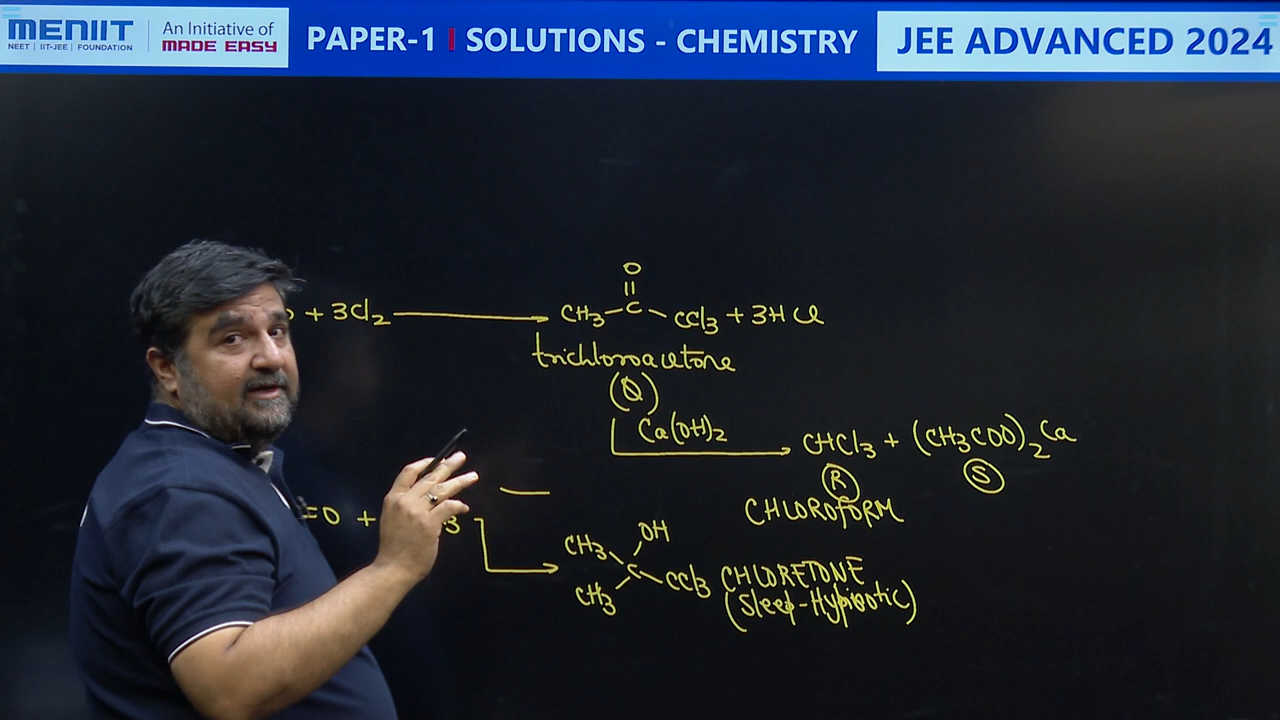 MENIIT
NEET | IIT-JEE | FOUNDATION
An Initiative of
MADE EASY
PAPER-1 | SOLUTIONS - CHEMISTRY
JEE ADVANCED 2024
O
||
+ 3Cl2 → CH3-C-CCl3 + 3HCl
trichloroacetone
(Q)
Ca(OH)2
CHCl3 + (CH3COO)2Ca
(R) (S)
CHLOROFORM
=O + 3
OH
CH3
C-CCl3 CHLORETONE
CH3 (Sleep-Hypnotic)